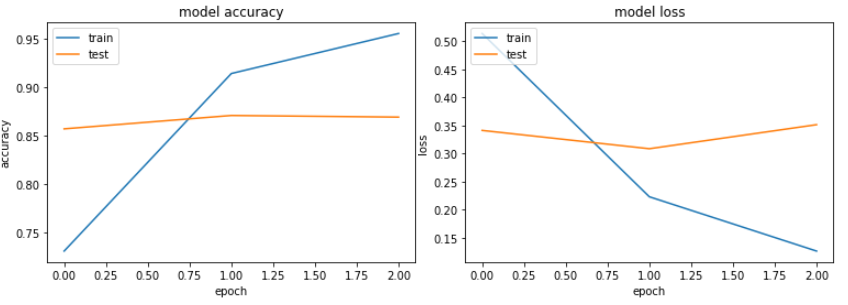 model accuracy
train
test
0.95
0.90
0.85
0.80
0.75
accuracy
0.00 0.25 0.50 0.75 1.00 1.25 1.50 1.75 2.00
epoch
model loss
train
test
0.50
0.45
0.40
0.35
0.30
0.25
0.20
0.15
loss
0.00 0.25 0.50 0.75 1.00 1.25 1.50 1.75 2.00
epoch